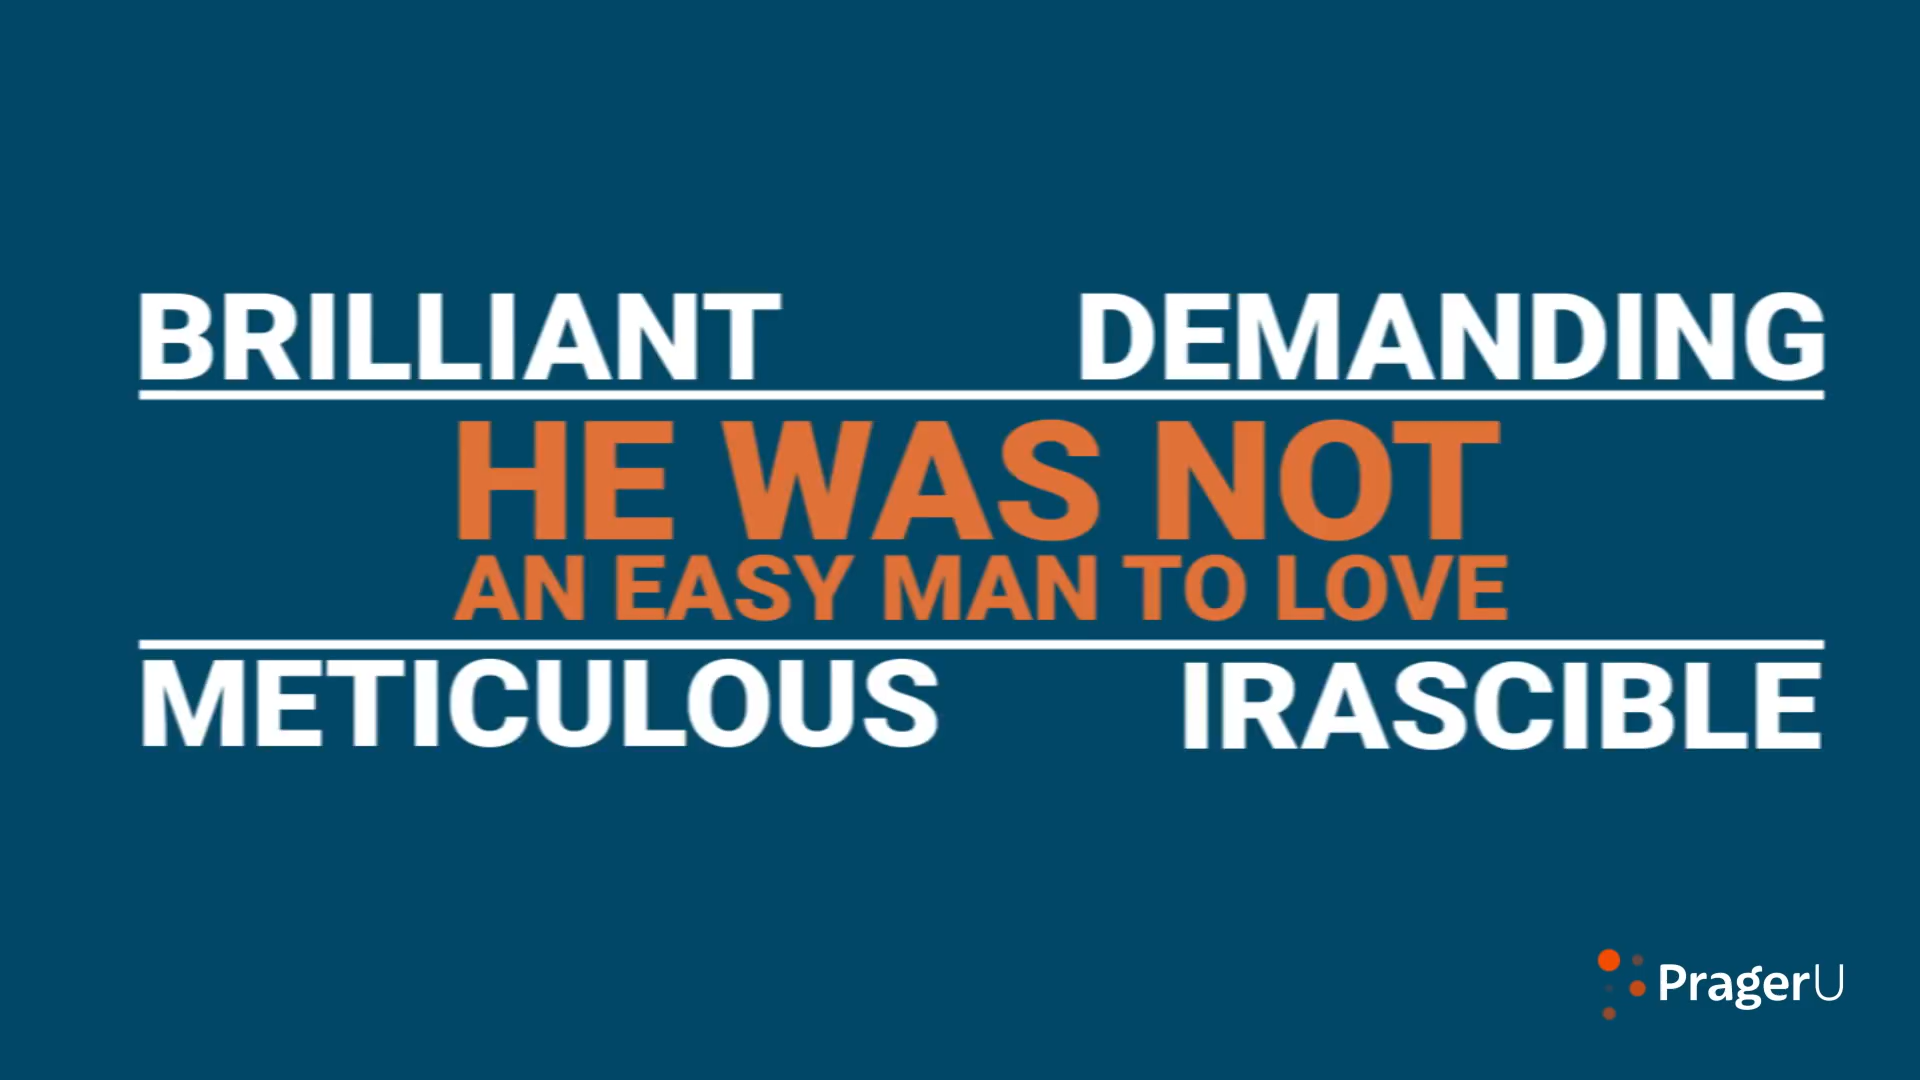 BRILLIANT DEMANDING
HE WAS NOT
AN EASY MAN TO LOVE
METICULOUS IRASCIBLE
PragerU